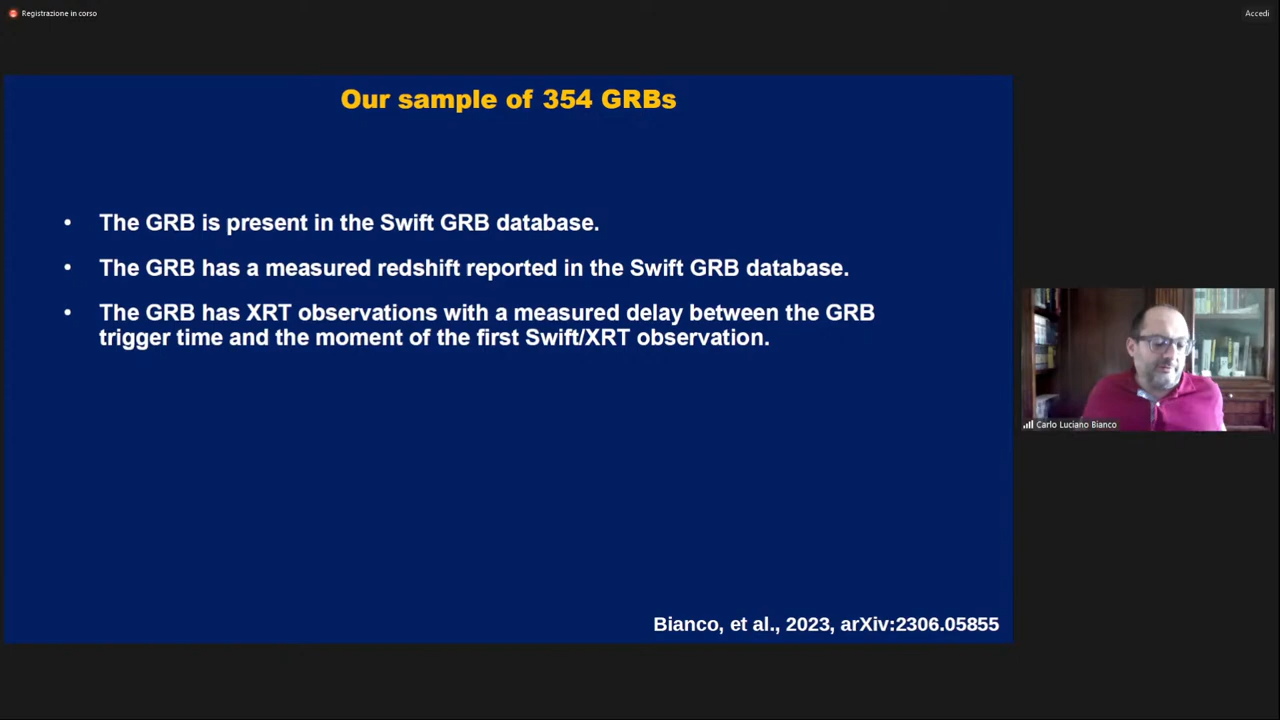 Registrazione in corso
Accedi
Our sample of 354 GRBs
• The GRB is present in the Swift GRB database.
• The GRB has a measured redshift reported in the Swift GRB database.
• The GRB has XRT observations with a measured delay between the GRB
trigger time and the moment of the first Swift/XRT observation.
Carlo Luciano Bianco
Bianco, et al., 2023, arXiv:2306.05855